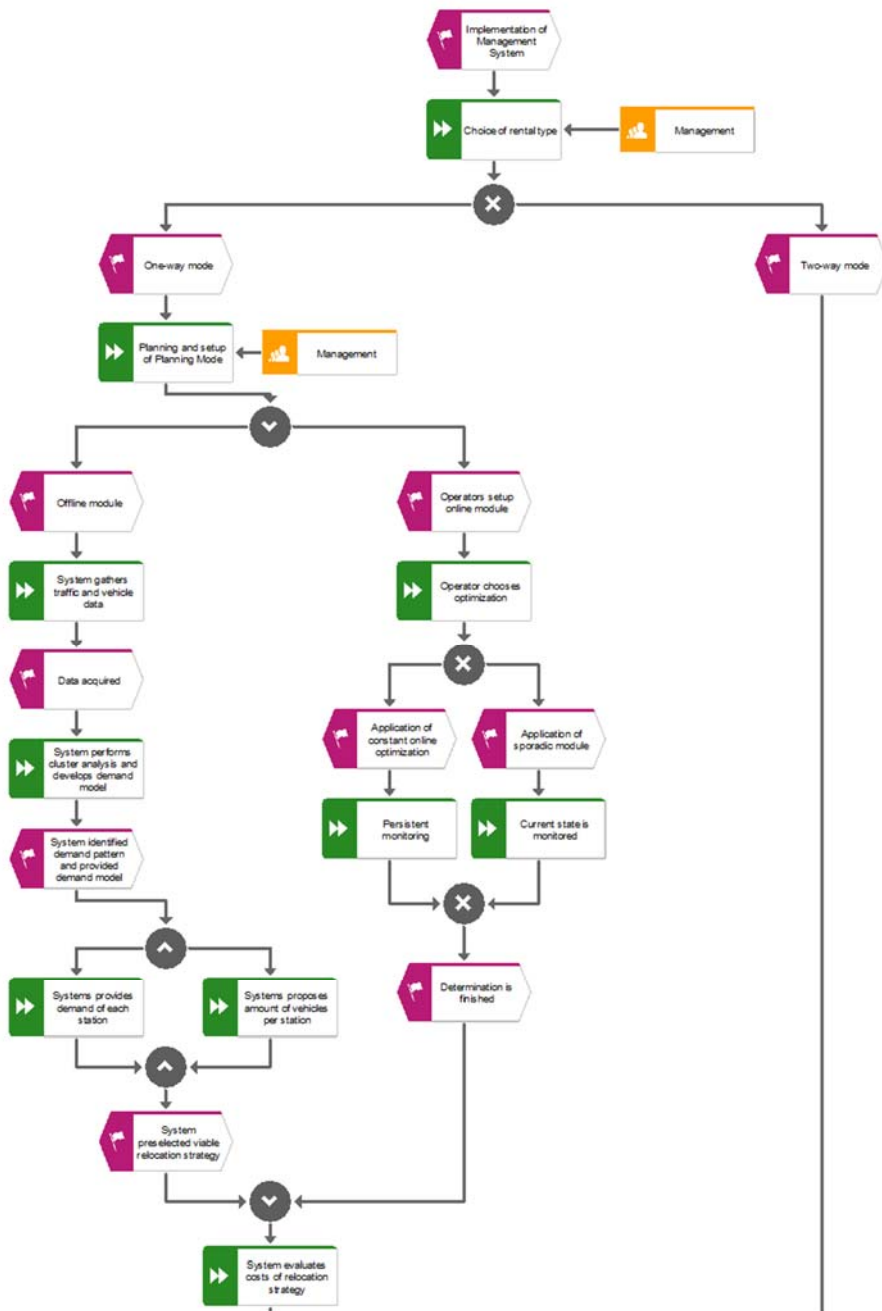 Implementation of
Management
System
Choice of rental type
Management
One-way mode
Two-way mode
Planning and setup
of Planning Mode
Management
Offline module
Operators setup
online module
System gathers
traffic and vehicle
data
Operator chooses
optimization
Data acquired
Application of
constant online
optimization
Application of
sporadic module
System performs
cluster analysis and
develops demand
model
Persistent
monitoring
Current state is
monitored
System identified
demand pattern
and provided
demand model
Systems provides
demand of each
station
Systems proposes
amount of vehicles
per station
Determination is
finished
System
preselected viable
relocation strategy
System evaluates
costs of relocation
strategy